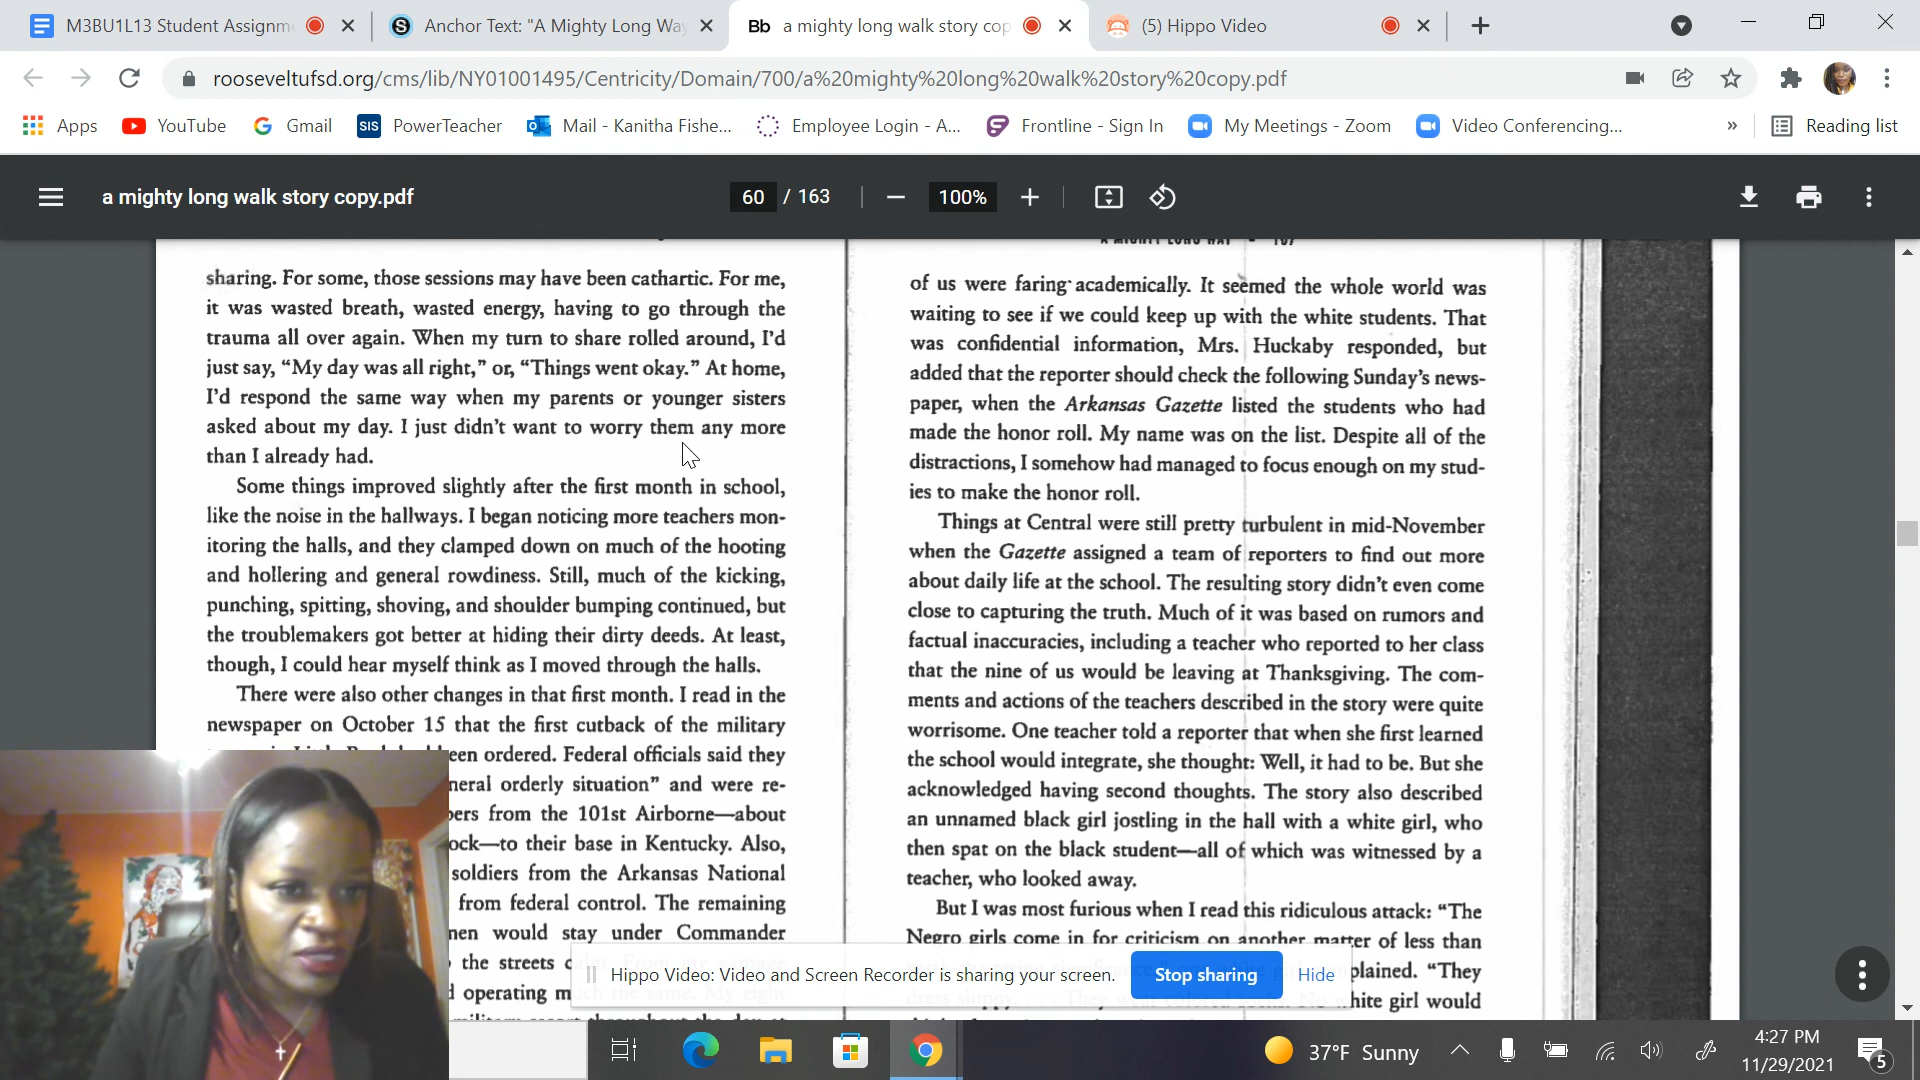 M3BU1L13 Student Assignm
Anchor Text: "A Mighty Long Wa
Bb a mighty long walk story cop
(5) Hippo Video
rooseveltufsd.org/cms/lib/NY01001495/Centricity/Domain/700/a%20mighty%20long%20walk%20story%20copy.pdf
Apps YouTube Gmail SIS PowerTeacher Mail - Kanitha Fishe... Employee Login - A... Frontline - Sign In My Meetings - Zoom Video Conferencing... » Reading list
a mighty long walk story copy.pdf 60 / 163 100%
sharing. For some, those sessions may have been cathartic. For me,
it was wasted breath, wasted energy, having to go through the
trauma all over again. When my turn to share rolled around, I'd
just say, "My day was all right," or, "Things went okay." At home,
I'd respond the same way when my parents or younger sisters
asked about my day. I just didn't want to worry them any more
than I already had.
Some things improved slightly after the first month in school,
like the noise in the hallways. I began noticing more teachers mon-
itoring the halls, and they clamped down on much of the hooting
and hollering and general rowdiness. Still, much of the kicking,
punching, spitting, shoving, and shoulder bumping continued, but
the troublemakers got better at hiding their dirty deeds. At least,
though, I could hear myself think as I moved through the halls.
There were also other changes in that first month. I read in the
newspaper on October 15 that the first cutback of the military
een ordered. Federal officials said they
neral orderly situation" and were re-
bers from the 101st Airborne—about
ock—to their base in Kentucky. Also,
soldiers from the Arkansas National
from federal control. The remaining
men would stay under Commander
the streets
operating
A MIGHTY LONG WAY
of us were faring academically. It seemed the whole world was
waiting to see if we could keep up with the white students. That
was confidential information, Mrs. Huckaby responded, but
added that the reporter should check the following Sunday's news-
paper, when the Arkansas Gazette listed the students who had
made the honor roll. My name was on the list. Despite all of the
distractions, I somehow had managed to focus enough on my stud-
ies to make the honor roll.
Things at Central were still pretty turbulent in mid-November
when the Gazette assigned a team of reporters to find out more
about daily life at the school. The resulting story didn't even come
close to capturing the truth. Much of it was based on rumors and
factual inaccuracies, including a teacher who reported to her class
that the nine of us would be leaving at Thanksgiving. The com-
ments and actions of the teachers described in the story were quite
worrisome. One teacher told a reporter that when she first learned
the school would integrate, she thought: Well, it had to be. But she
acknowledged having second thoughts. The story also described
an unnamed black girl jostling in the hall with a white girl, who
then spat on the black student—all of which was witnessed by a
teacher, who looked away.
But I was most furious when I read this ridiculous attack: "The
Negro girls come in for criticism on another matter of less than
plained. "They
hite girl would
Hippo Video: Video and Screen Recorder is sharing your screen. Stop sharing Hide
37°F Sunny
4:27 PM
11/29/2021
5